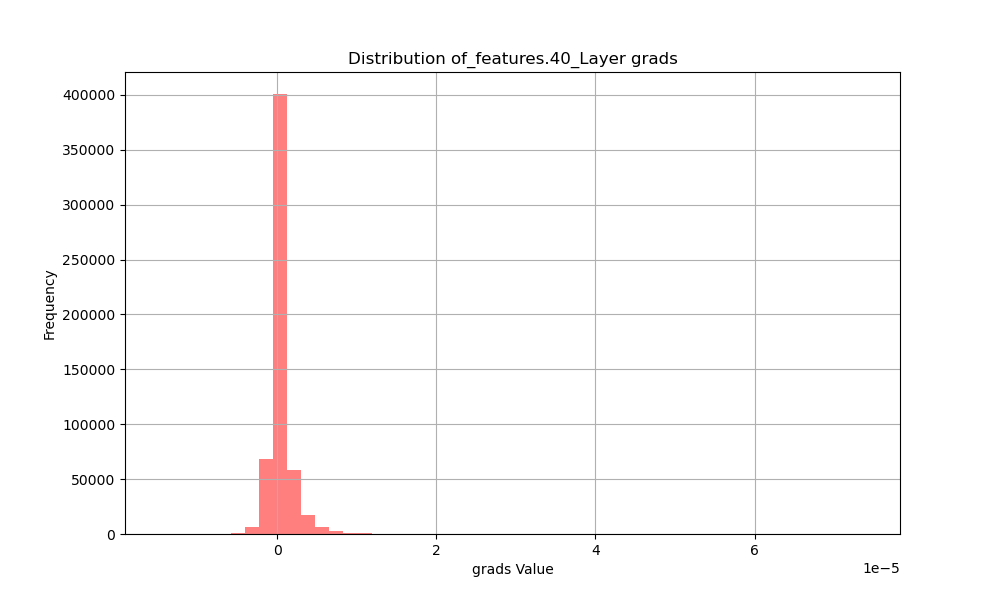 Distribution of_features.40_Layer grads
400000
350000
300000
250000
200000
150000
100000
50000
0
Frequency
0 2 4 6
1e−5
grads Value